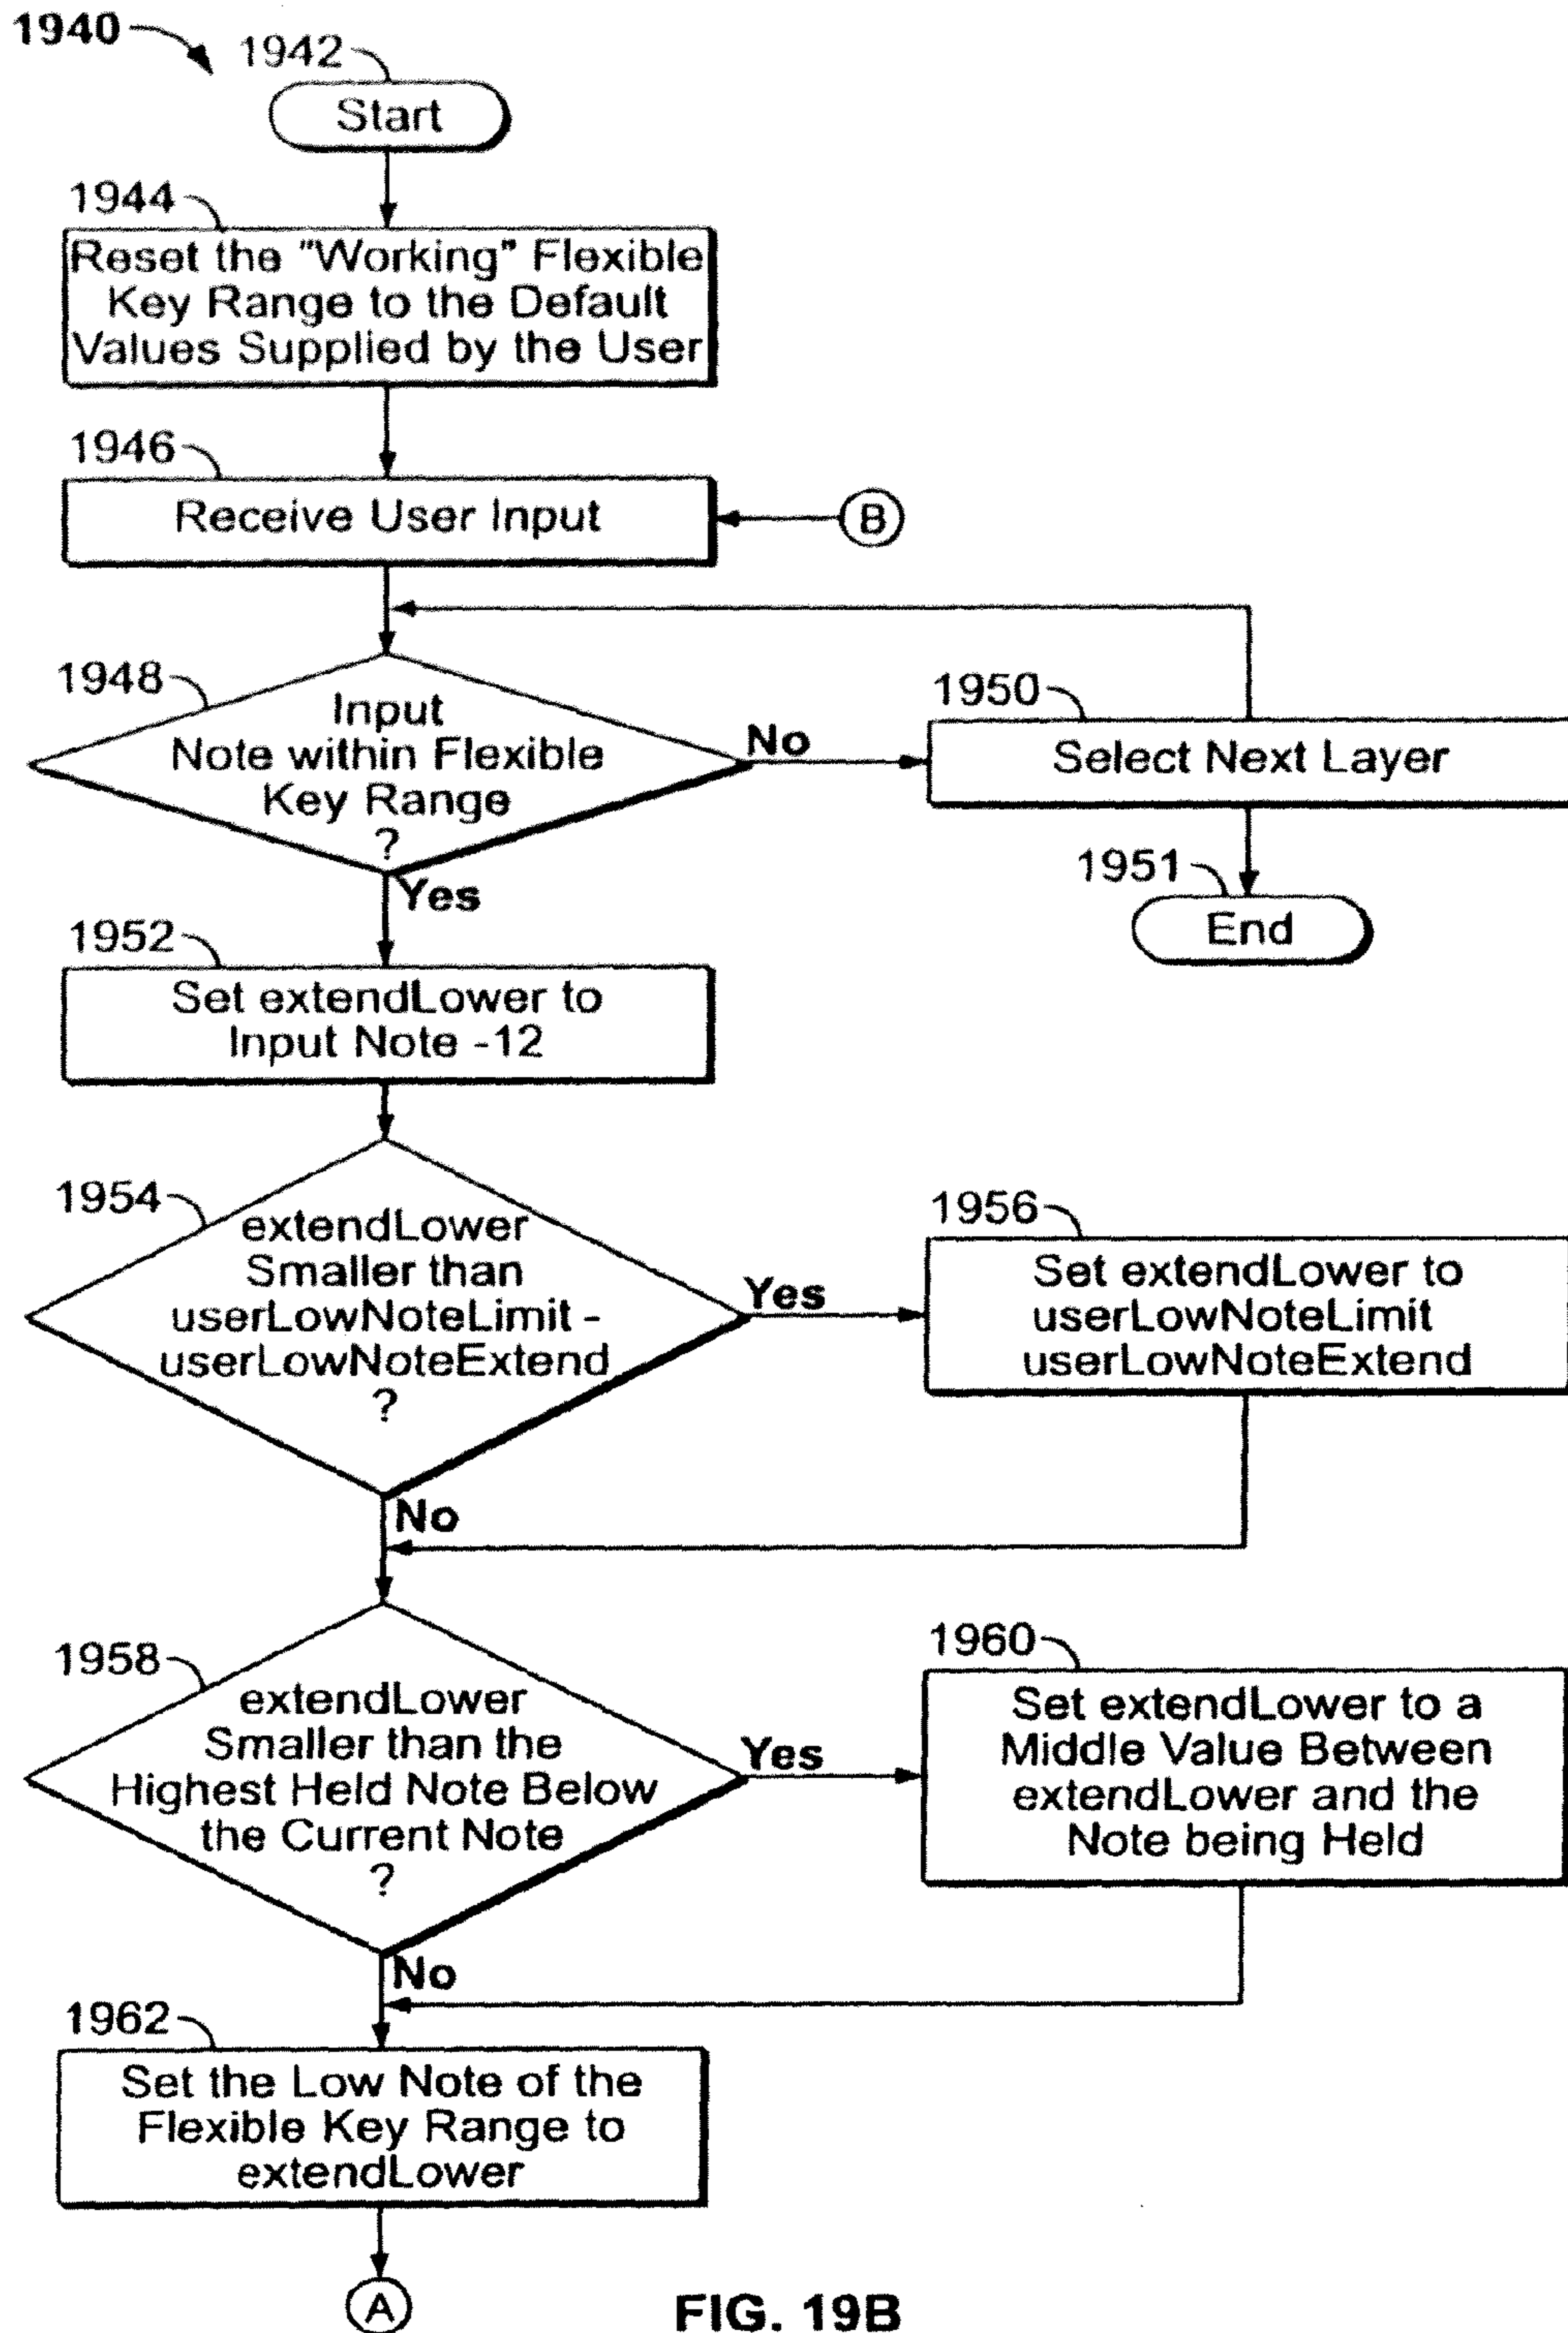 1940
1942
Start
1944
Reset the "Working" Flexible
Key Range to the Default
Values Supplied by the User
1946
Receive User Input
B
1948
Input
Note within Flexible
Key Range
?
No
1950
Select Next Layer
Yes
1951
End
1952
Set extendLower to
Input Note -12
1954
extendLower
Smaller than
userLowNoteLimit -
userLowNoteExtend
?
Yes
1956
Set extendLower to
userLowNoteLimit
userLowNoteExtend
No
1958
extendLower
Smaller than the
Highest Held Note Below
the Current Note
?
Yes
1960
Set extendLower to a
Middle Value Between
extendLower and the
Note being Held
No
1962
Set the Low Note of the
Flexible Key Range to
extendLower
A
FIG. 19B